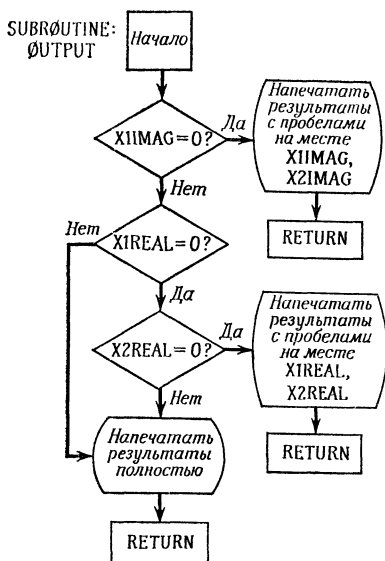 SUBRØUTINE:
ØUTPUT
Начало
X1IMAG=0?
Да
Напечатать
результаты
с пробелами
на месте
X1IMAG,
X2IMAG
Нет
RETURN
Нет
X1REAL=0?
Да
X2REAL=0?
Да
Напечатать
результаты
с пробелами
на месте
X1REAL,
X2REAL
Нет
Напечатать
результаты
полностью
RETURN
RETURN